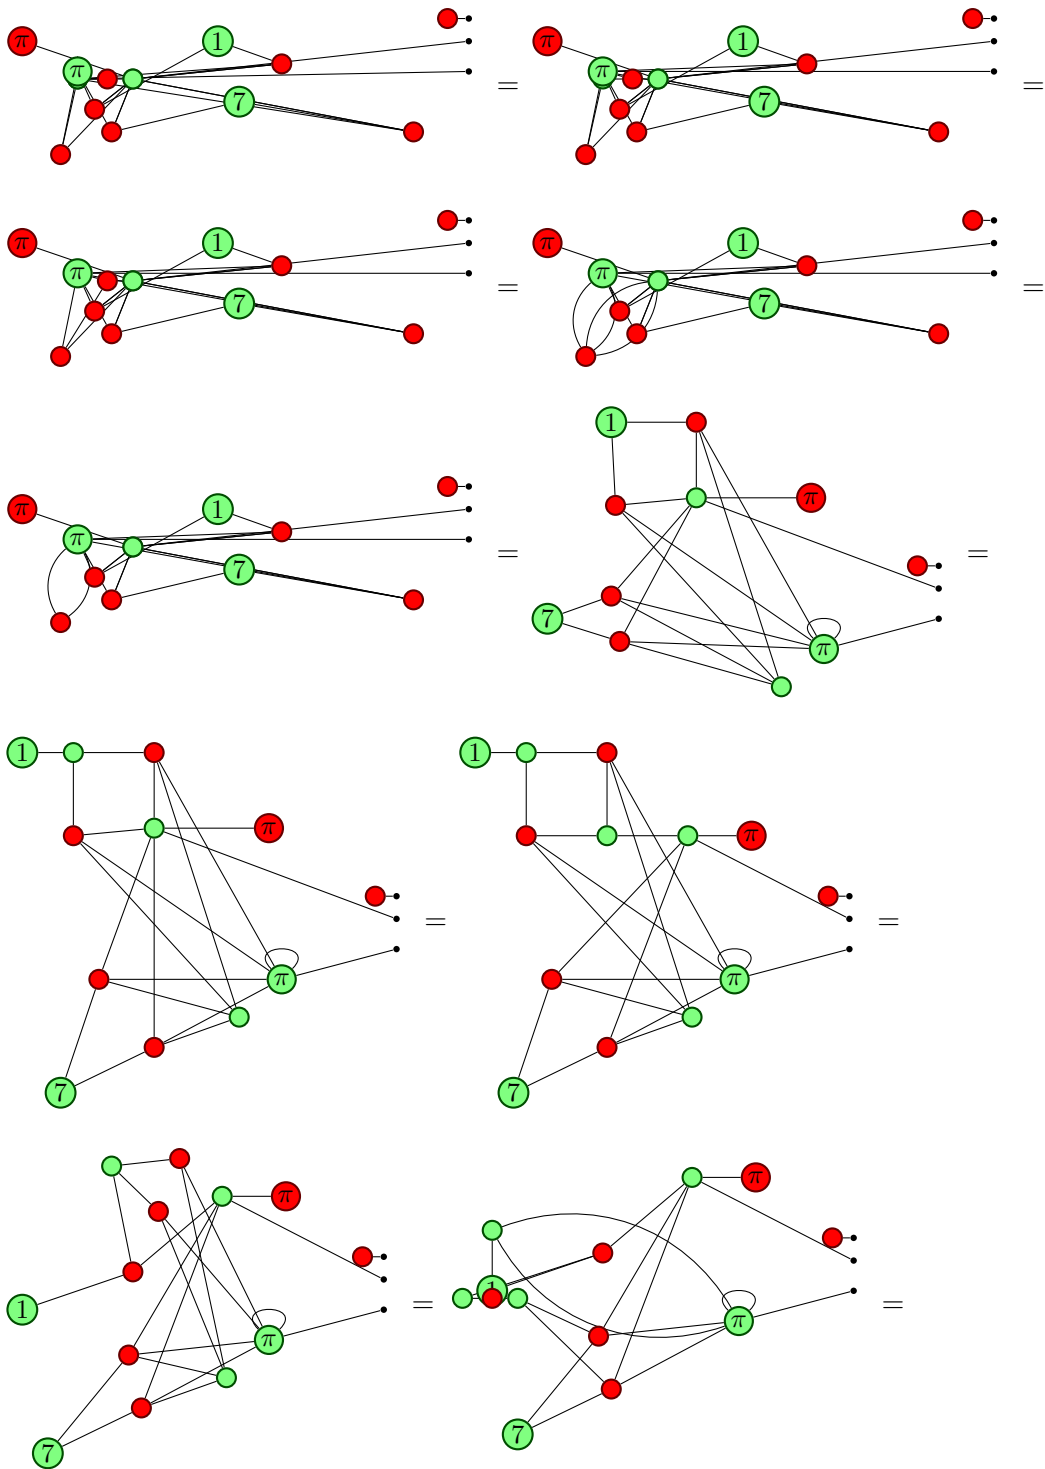 π 1 π 7 = π 1 π 7 =
π 1 π 7 = π 1 π 7 =
π 1 π 7 = 1 π 7 π =
1 π π 7 = 1 π π 7 =
π 1 π 7 = π 1 π 7 =